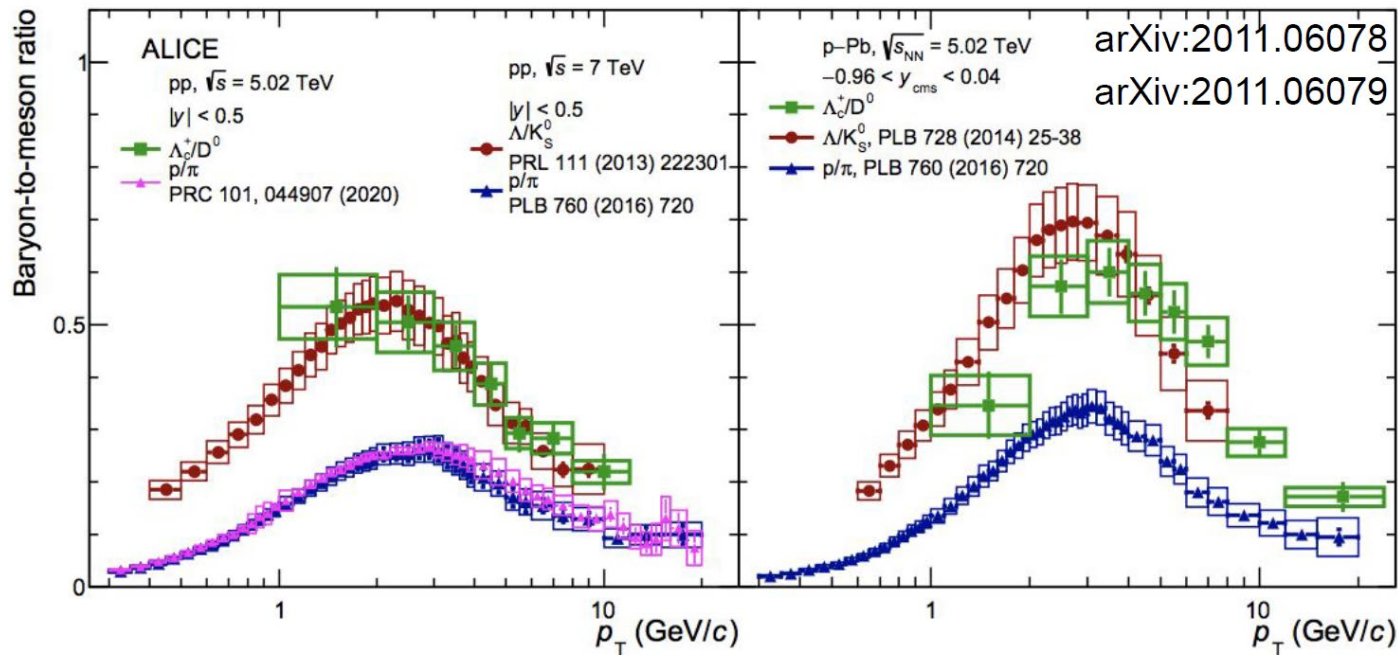 Baryon-to-meson ratio
1
0.5
0
ALICE
pp, √s = 5.02 TeV
|y| < 0.5
Λc+/D0
p/π
PRC 101, 044907 (2020)
pp, √s = 7 TeV
|y| < 0.5
Λ/K0S
PRL 111 (2013) 222301
p/π
PLB 760 (2016) 720
1
10
pT (GeV/c)
p−Pb, √sNN = 5.02 TeV
−0.96 < ycms < 0.04
Λc+/D0
Λ/K0S, PLB 728 (2014) 25-38
p/π, PLB 760 (2016) 720
arXiv:2011.06078
arXiv:2011.06079
1
10
pT (GeV/c)